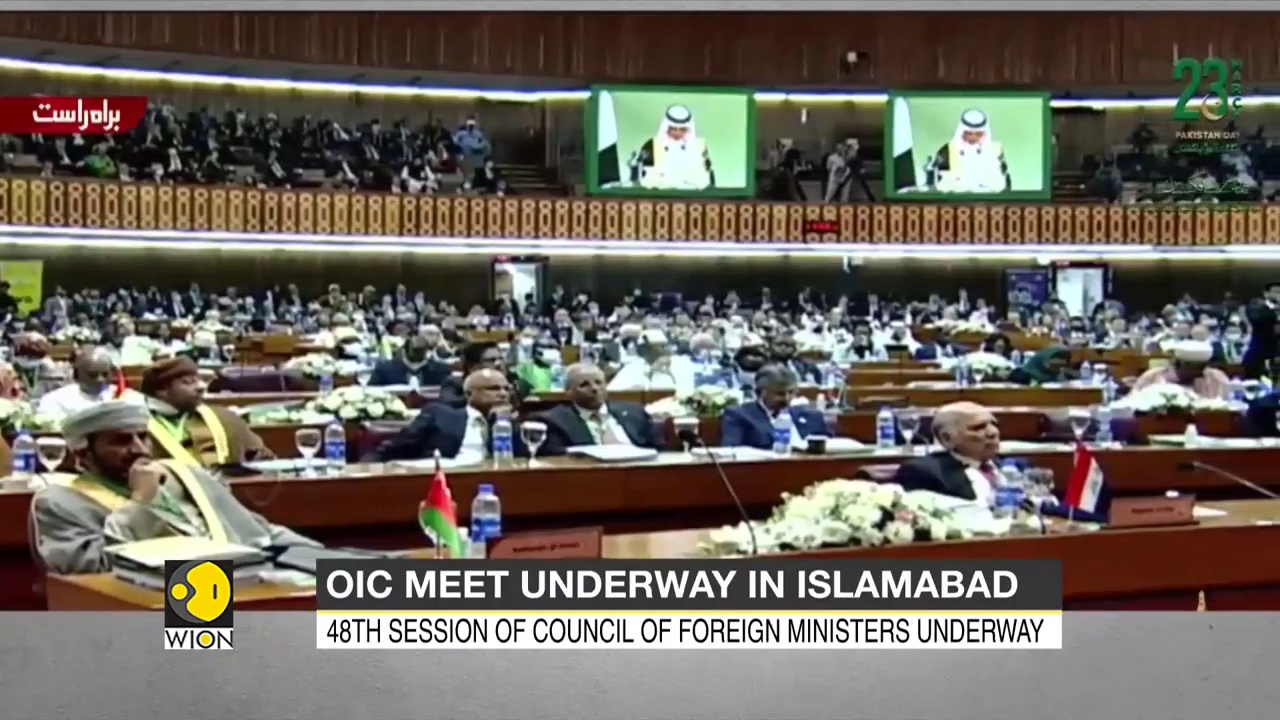 براہ راست
23
PAKISTAN DAY
WION
OIC MEET UNDERWAY IN ISLAMABAD
48TH SESSION OF COUNCIL OF FOREIGN MINISTERS UNDERWAY